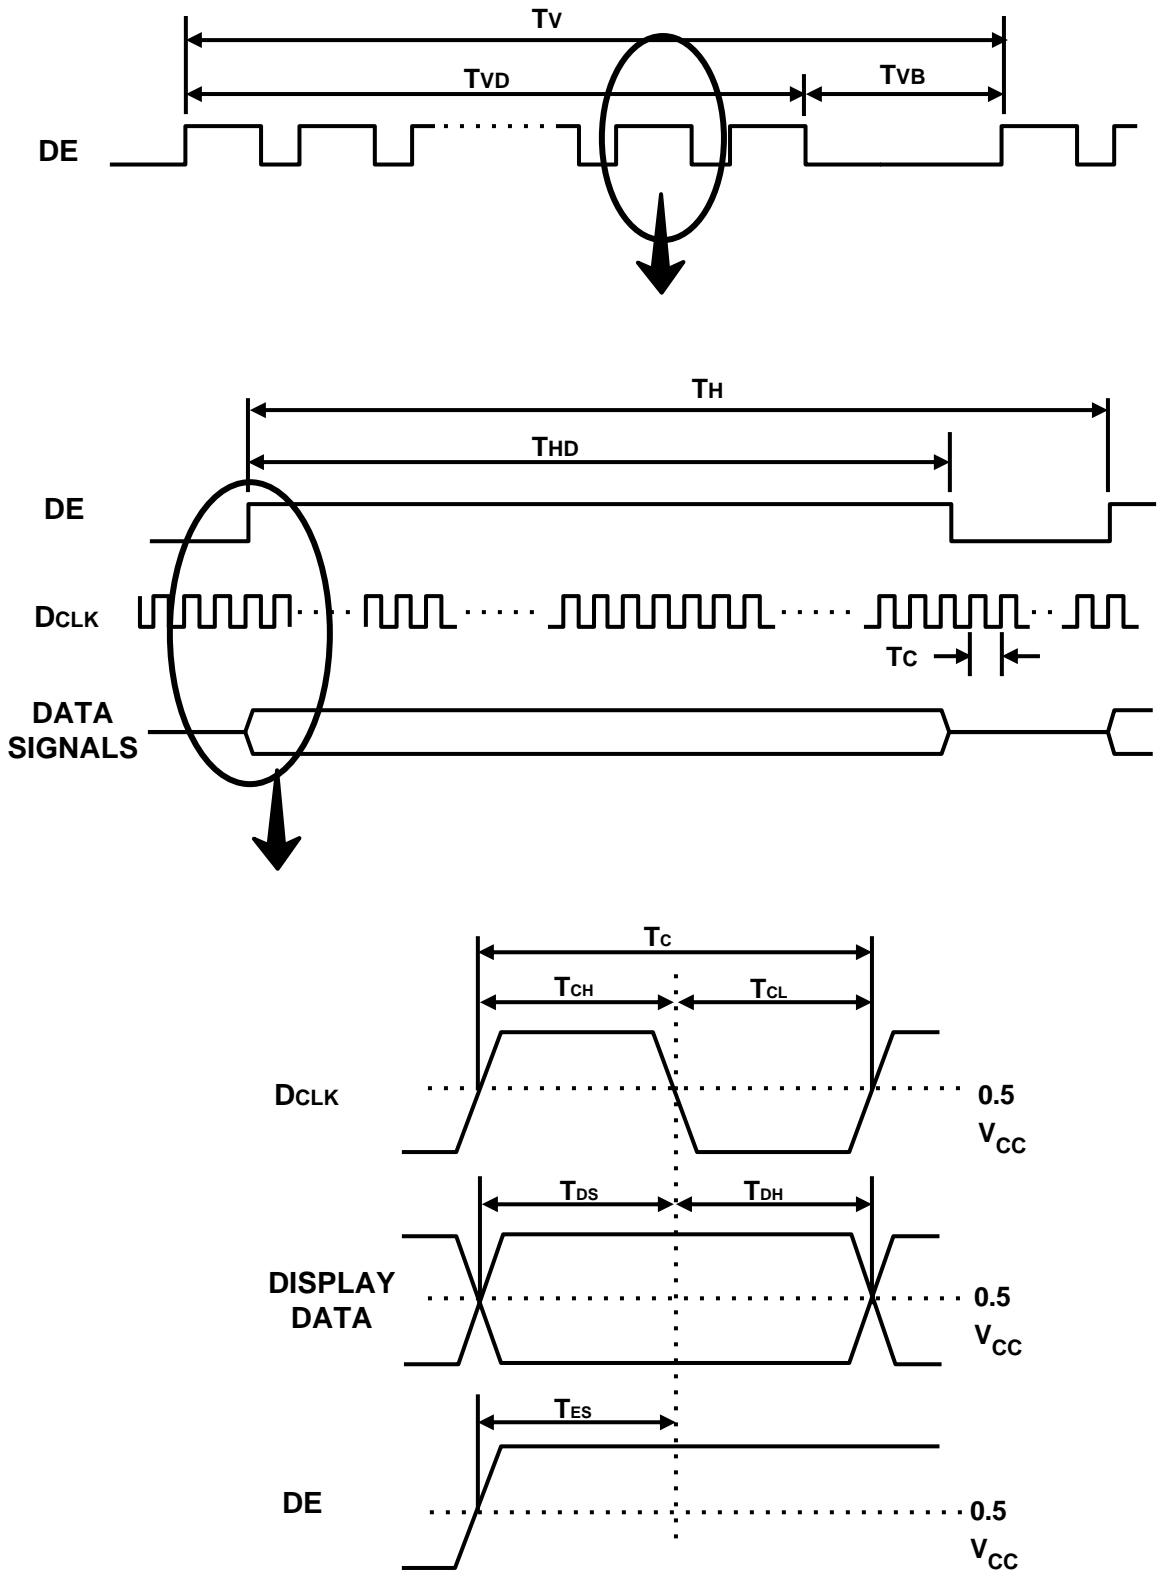 TV
TVD
TVB
DE
TH
THD
DE
DCLK
TC
DATA
SIGNALS
TC
TCH
TCL
DCLK
0.5
VCC
TDS
TDH
DISPLAY
DATA
0.5
VCC
TES
DE
0.5
VCC